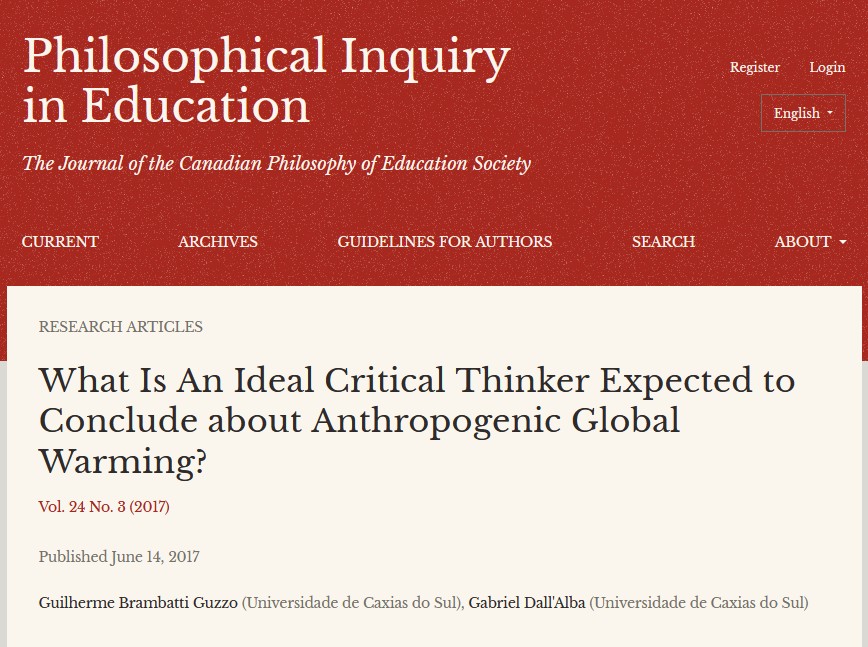 Philosophical Inquiry
in Education
Register Login
English
The Journal of the Canadian Philosophy of Education Society
CURRENT ARCHIVES GUIDELINES FOR AUTHORS SEARCH ABOUT
RESEARCH ARTICLES
What Is An Ideal Critical Thinker Expected to
Conclude about Anthropogenic Global
Warming?
Vol. 24 No. 3 (2017)
Published June 14, 2017
Guilherme Brambatti Guzzo (Universidade de Caxias do Sul), Gabriel Dall'Alba (Universidade de Caxias do Sul)